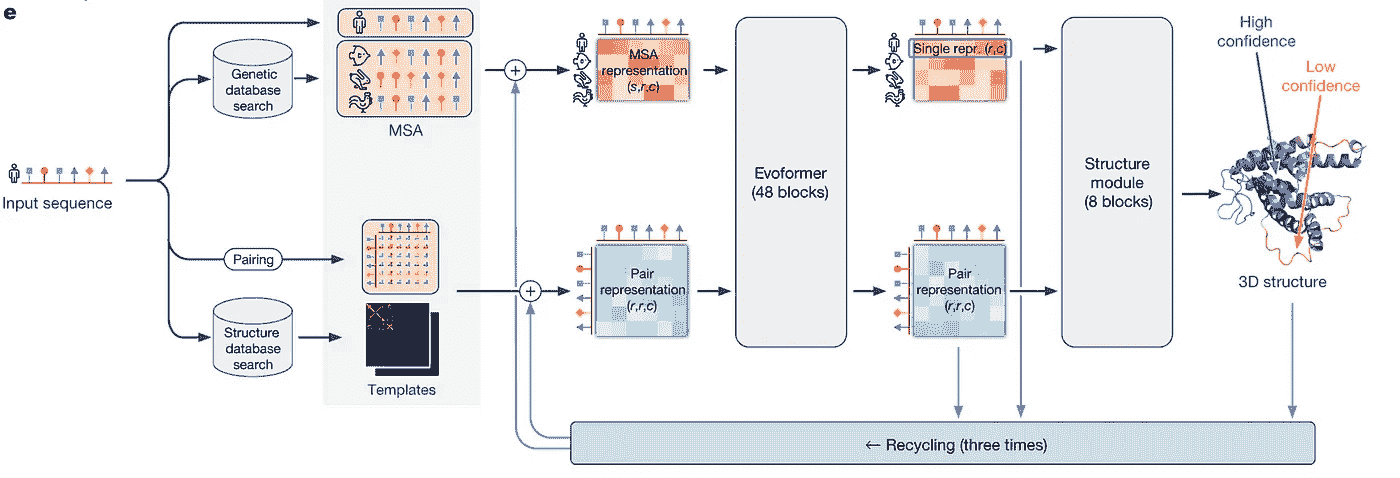 e
Input sequence
Genetic
database
search
MSA
Pairing
Structure
database
search
Templates
MSA
representation
(s,r,c)
Pair
representation
(r,r,c)
Evoformer
(48 blocks)
Single repr. (r,c)
Pair
representation
(r,r,c)
Structure
module
(8 blocks)
High
confidence
Low
confidence
3D structure
← Recycling (three times)